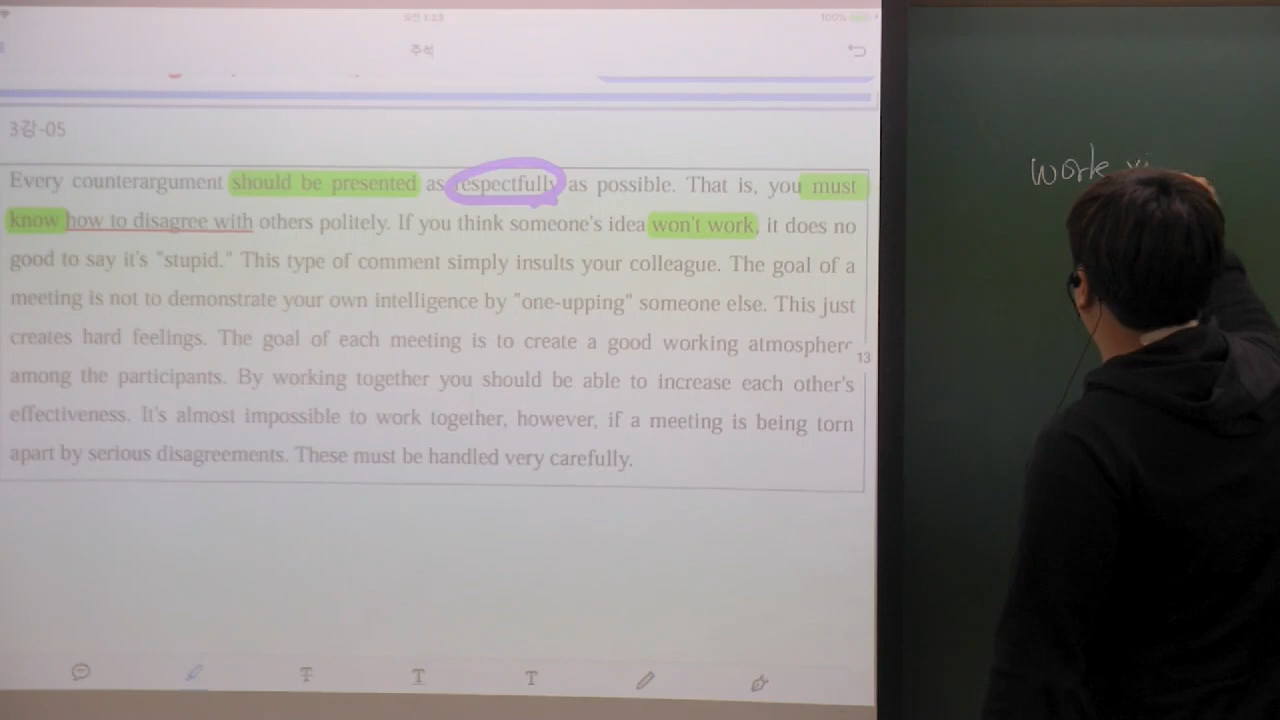 오전 1:23
100%
주석
3강-05
Every counterargument should be presented as respectfully as possible. That is, you must
know how to disagree with others politely. If you think someone's idea won't work, it does no
good to say it's "stupid." This type of comment simply insults your colleague. The goal of a
meeting is not to demonstrate your own intelligence by "one-upping" someone else. This just
creates hard feelings. The goal of each meeting is to create a good working atmosphere
13
among the participants. By working together you should be able to increase each other's
effectiveness. It's almost impossible to work together, however, if a meeting is being torn
apart by serious disagreements. These must be handled very carefully.
T
T
T
work